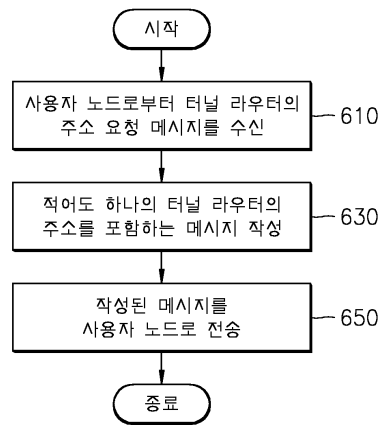 시작
사용자 노드로부터 터널 라우터의
주소 요청 메시지를 수신
610
적어도 하나의 터널 라우터의
주소를 포함하는 메시지 작성
630
작성된 메시지를
사용자 노드로 전송
650
종료